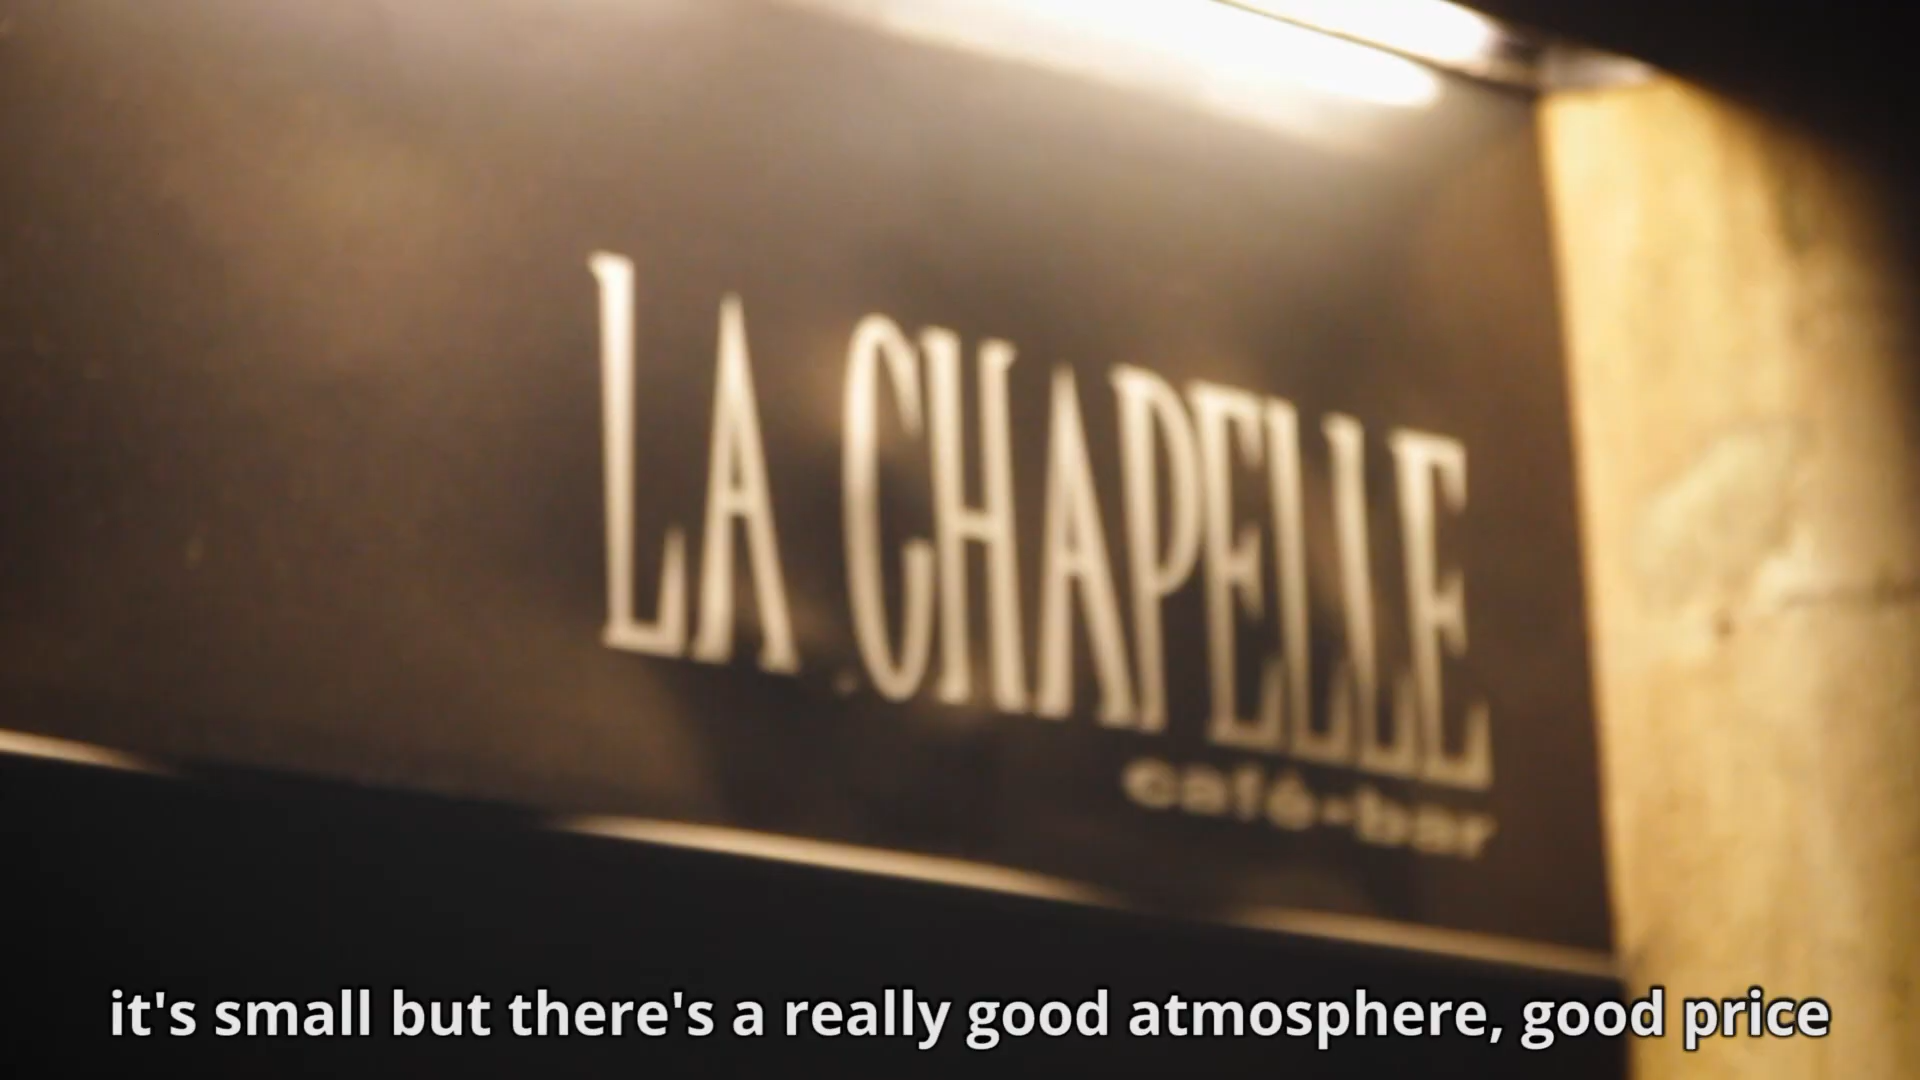 LA CHAPELLE
café-bar
it's small but there's a really good atmosphere, good price